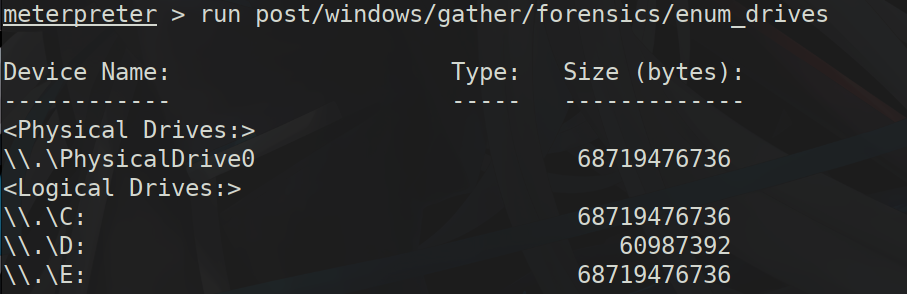 meterpreter > run post/windows/gather/forensics/enum_drives
Device Name: Type: Size (bytes):
------------ ----- -------------
<Physical Drives:>
\\.\PhysicalDrive0 68719476736
<Logical Drives:>
\\.\C: 68719476736
\\.\D: 60987392
\\.\E: 68719476736